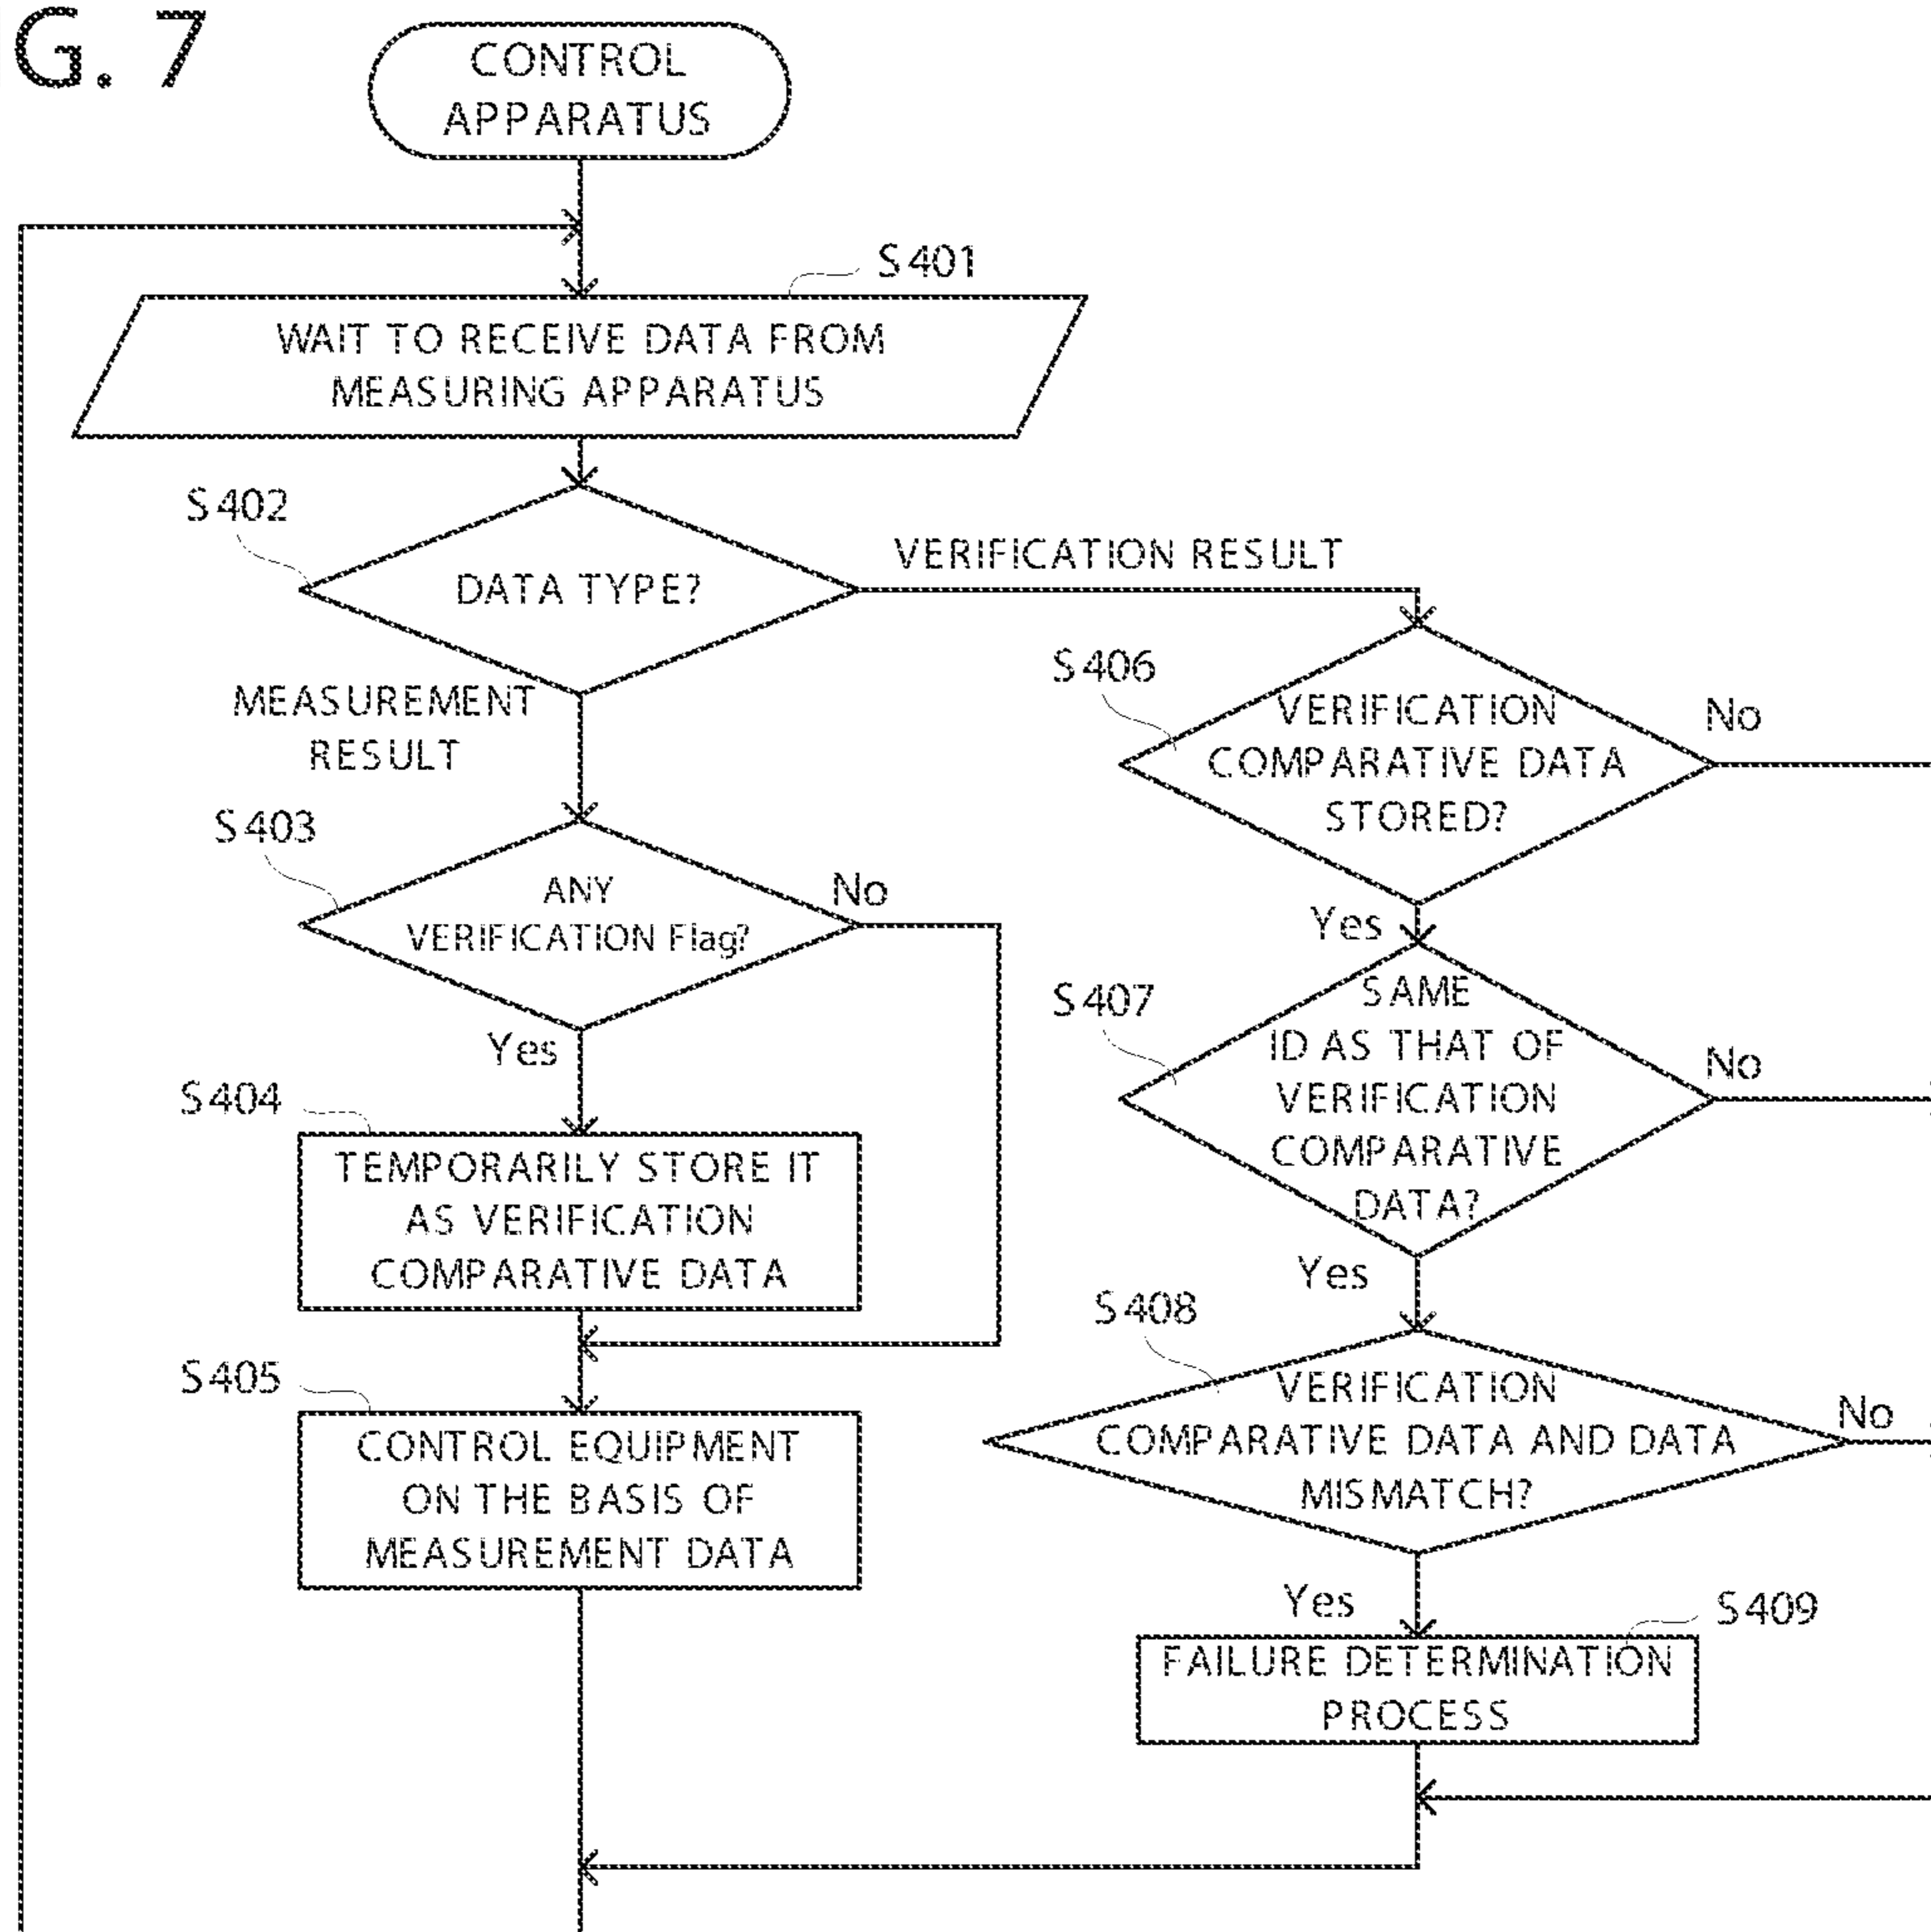 G. 7
CONTROL
APPARATUS
S401
WAIT TO RECEIVE DATA FROM
MEASURING APPARATUS
S402
DATA TYPE?
VERIFICATION RESULT
MEASUREMENT
RESULT
S403
ANY
VERIFICATION Flag?
No
Yes
S404
TEMPORARILY STORE IT
AS VERIFICATION
COMPARATIVE DATA
S405
CONTROL EQUIPMENT
ON THE BASIS OF
MEASUREMENT DATA
S406
VERIFICATION
COMPARATIVE DATA
STORED?
No
Yes
S407
SAME
ID AS THAT OF
VERIFICATION
COMPARATIVE
DATA?
No
Yes
S408
VERIFICATION
COMPARATIVE DATA AND DATA
MISMATCH?
No
Yes
S409
FAILURE DETERMINATION
PROCESS